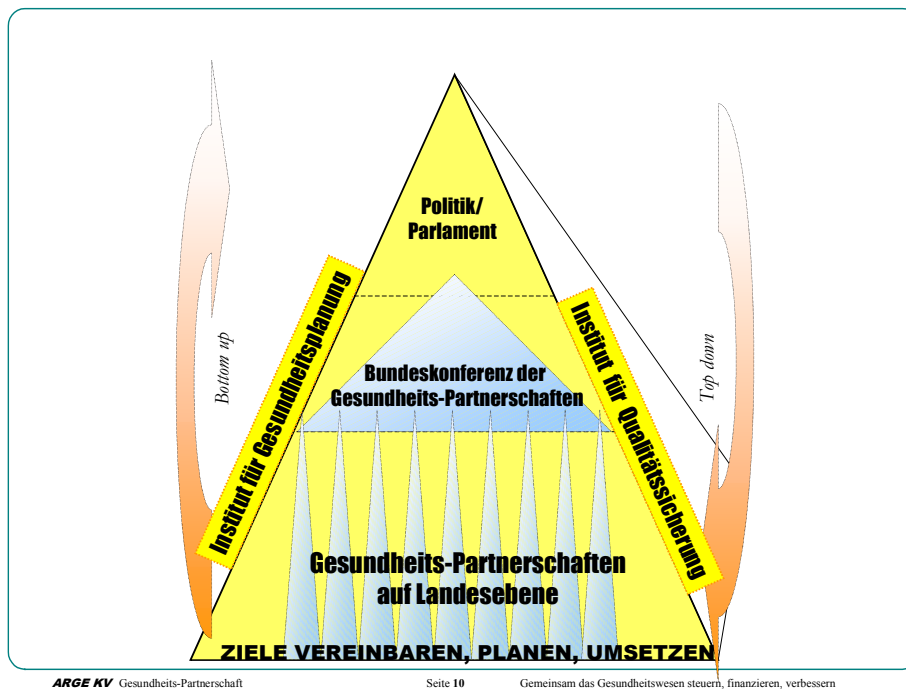 Politik/
Parlament
Institut für Gesundheitsplanung
Institut für Qualitätssicherung
Bottom up
Top down
Bundeskonferenz der
Gesundheits-Partnerschaften
Gesundheits-Partnerschaften
auf Landesebene
ZIELE VEREINBAREN, PLANEN, UMSETZEN
ARGE KV Gesundheits-Partnerschaft Seite 10 Gemeinsam das Gesundheitswesen steuern, finanzieren, verbessern